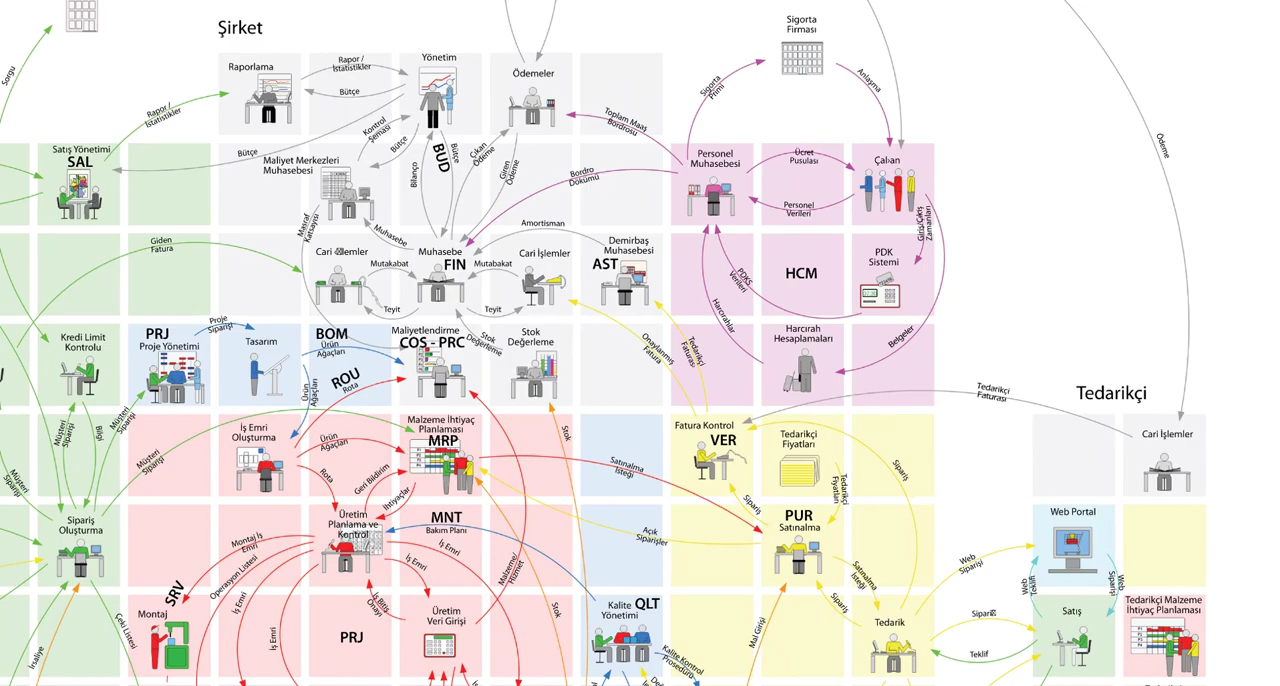 Şirket
Sigorta
Firması
Sorgu
Rapor /
İstatistikler
Raporlama
Rapor /
İstatistikler
Bütçe
Yönetim
Ödemeler
Sigorta
Primi
Anlaşma
Ödeme
Satış Yönetimi
SAL
Bütçe
Kontrol
Şeması
Bütçe
Maliyet Merkezleri
Muhasebesi
Bilanço
BUD
Bütçe
Çıkan
Ödeme
Giren
Ödeme
Toplam Maaş
Bordrosu
Bordro
Dökümü
Personel
Muhasebesi
Ücret
Pusulası
Personel
Verileri
Çalıan
Giriş/Çıkış
Zamanları
Masraf
Katsayısı
Muhasebe
Amortisman
Giden
Fatura
Cari İşlemler
Mutakabat
Teyit
Muhasebe
FIN
Mutabakat
Teyit
Cari İşlemler
Demirbaş
Muhasebesi
AST
PDKS
Verileri
HCM
PDK
Sistemi
Harcırahlar
Belgeler
Kredi Limit
Kontrolu
PRJ
Proje Yönetimi
Proje
Siparişi
Tasarım
BOM
Ürün
Ağaçları
ROU
Rota
Ürün
Ağaçları
Maliyetlendirme
COS - PRC
Stok
Değerleme
Stok
Değerleme
Onaylanmış
Fatura
Tedarikçi
Faturası
Harcırah
Hesaplamaları
Tedarikçi
Faturası
Tedarikçi
Müşteri
Siparişi
Bilgi
Müşteri
Siparişi
Müşteri
Siparişi
Müşteri
Siparişi
İş Emri
Oluşturma
Ürün
Ağaçları
Rota
Geri Bildirim
İhtiyaçlar
Malzeme İhtiyaç
Planlaması
MRP
Stok
Satınalma
İsteği
Fatura Kontrol
VER
Tedarikçi
Fiyatları
Tedarikçi
Fiyatları
Sipariş
Sipariş
Cari İşlemler
Sipariş
Oluşturma
Üretim
Planlama ve
Kontrol
MNT
Bakım Planı
Açık
Siparişler
PUR
Satınalma
Web Portal
Montaj İş
Emri
Operasyon Listesi
İş Emri
İş Emri
İş Emri
İş Emri
Malzeme/
Hizmet
Satınalma
İsteği
Sipariş
Web
Siparişi
Web
Teklifi
Web
Siparişi
SRV
Montaj
İş Bitiş
Onayı
PRJ
Üretim
Veri Girişi
Stok
Kalite
Yönetimi
QLT
Mal Girişi
Tedarik
Teklif
Satış
Tedarikçi Malzeme
İhtiyaç Planlaması
İrsaliye
Çeki Listesi
Kalite Kontrol
Prosedürü